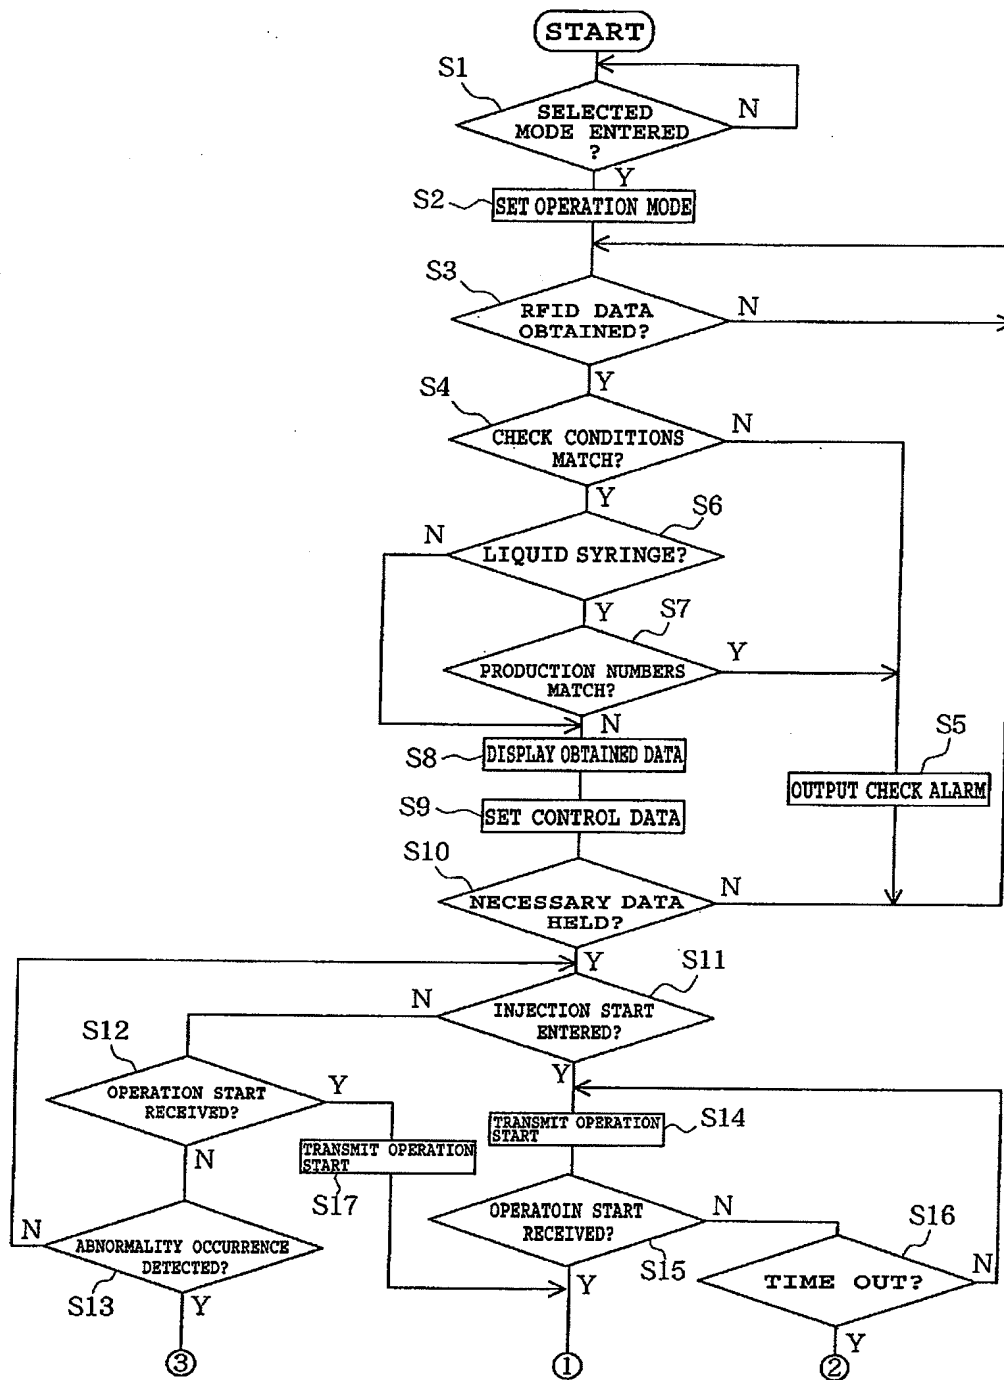 START
S1
SELECTED
MODE ENTERED
?
N
Y
S2
SET OPERATION MODE
S3
RFID DATA
OBTAINED?
N
Y
S4
CHECK CONDITIONS
MATCH?
N
Y
S6
N
LIQUID SYRINGE?
Y
S7
PRODUCTION NUMBERS
MATCH?
Y
N
S8
DISPLAY OBTAINED DATA
S5
OUTPUT CHECK ALARM
S9
SET CONTROL DATA
S10
NECESSARY DATA
HELD?
N
Y
S11
N
INJECTION START
ENTERED?
Y
S12
OPERATION START
RECEIVED?
Y
N
TRANSMIT OPERATION
START
S17
TRANSMIT OPERATION
START
S14
OPERATOIN START
RECEIVED?
N
S15
Y
S16
TIME OUT?
N
Y
N
ABNORMALITY OCCURRENCE
DETECTED?
S13
Y
③
①
②